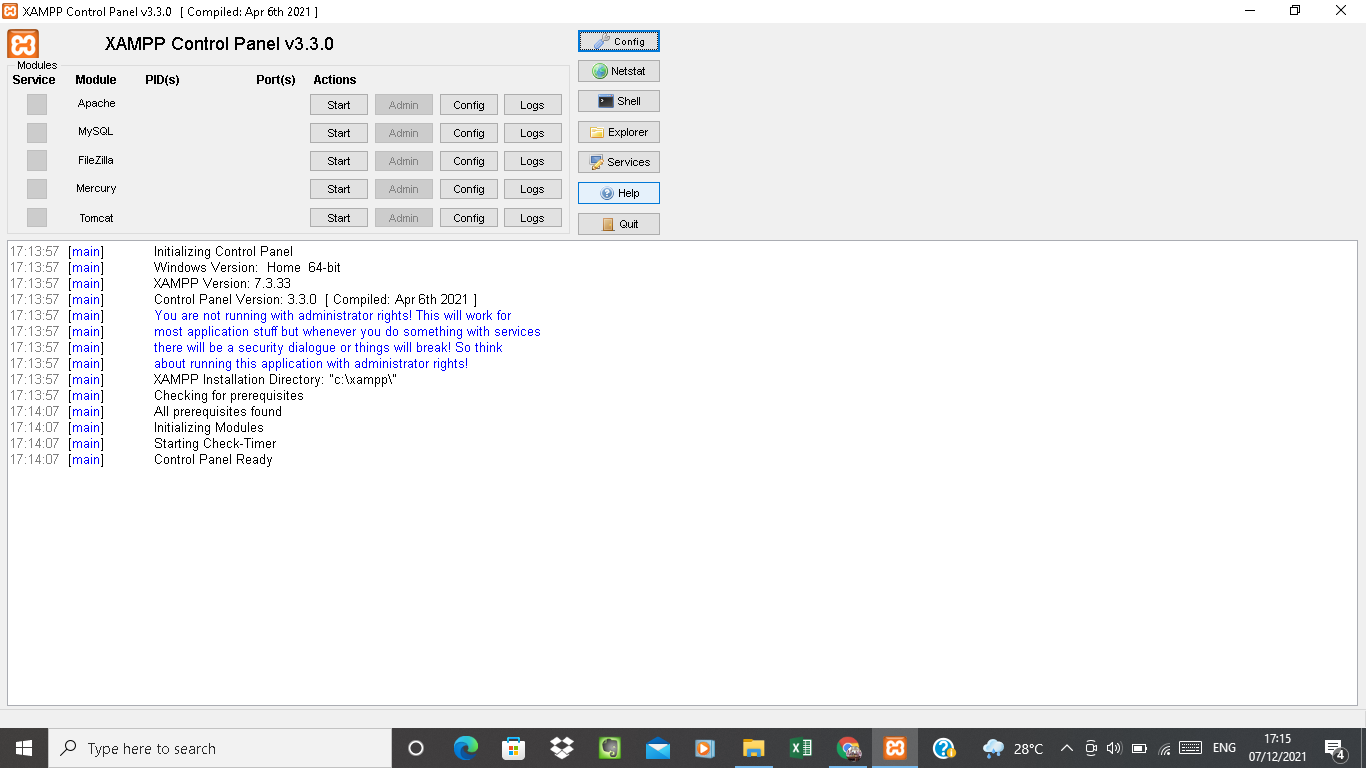 XAMPP Control Panel v3.3.0 [ Compiled: Apr 6th 2021 ]
XAMPP Control Panel v3.3.0
Config
Modules
Service Module PID(s) Port(s) Actions
Netstat
Apache Start Admin Config Logs
Shell
MySQL Start Admin Config Logs
Explorer
FileZilla Start Admin Config Logs
Services
Mercury Start Admin Config Logs
Help
Tomcat Start Admin Config Logs
Quit
17:13:57 [main] Initializing Control Panel
17:13:57 [main] Windows Version: Home 64-bit
17:13:57 [main] XAMPP Version: 7.3.33
17:13:57 [main] Control Panel Version: 3.3.0 [ Compiled: Apr 6th 2021 ]
17:13:57 [main] You are not running with administrator rights! This will work for
17:13:57 [main] most application stuff but whenever you do something with services
17:13:57 [main] there will be a security dialogue or things will break! So think
17:13:57 [main] about running this application with administrator rights!
17:13:57 [main] XAMPP Installation Directory: "c:\xampp\"
17:13:57 [main] Checking for prerequisites
17:14:07 [main] All prerequisites found
17:14:07 [main] Initializing Modules
17:14:07 [main] Starting Check-Timer
17:14:07 [main] Control Panel Ready
Type here to search
28°C
ENG
17:15
07/12/2021
4